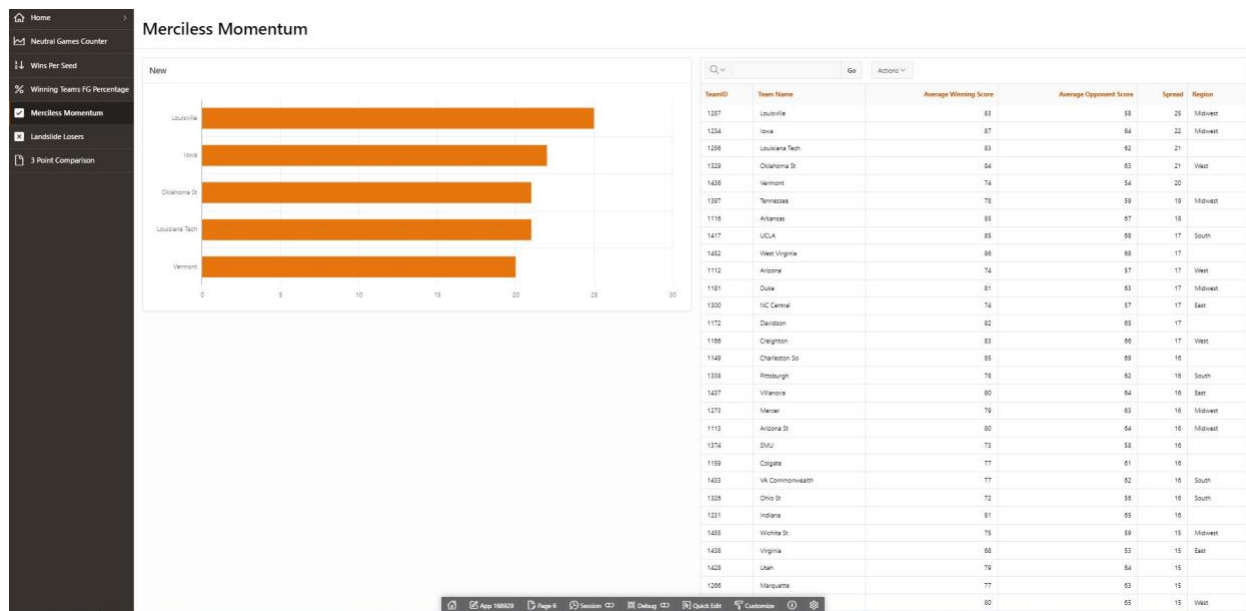 Home
Neutral Games Counter
Wins Per Seed
Winning Teams FG Percentage
Merciless Momentum
Landslide Losers
3 Point Comparison
Merciless Momentum
New
Louisville
Iowa
Oklahoma St
Louisiana Tech
Vermont
0 5 10 15 20 25 30
Go Actions
TeamID Team Name Average Winning Score Average Opponent Score Spread Region
1257 Louisville 83 58 25 Midwest
1234 Iowa 87 64 22 Midwest
1256 Louisiana Tech 83 62 21
1329 Oklahoma St 84 63 21 West
1436 Vermont 74 54 20
1397 Tennessee 78 59 19 Midwest
1116 Arkansas 85 67 18
1417 UCLA 85 68 17 South
1452 West Virginia 86 68 17
1112 Arizona 74 57 17 West
1181 Duke 81 63 17 Midwest
1300 NC Central 74 57 17 East
1172 Davidson 82 65 17
1166 Creighton 83 66 17 West
1149 Charleston So 85 69 16
1338 Pittsburgh 78 62 16 South
1437 Villanova 80 64 16 East
1273 Mercer 79 63 16 Midwest
1113 Arizona St 80 64 16 Midwest
1374 SMU 73 58 16
1159 Colgate 77 61 16
1433 VA Commonwealth 77 62 16 South
1326 Ohio St 72 56 16 South
1231 Indiana 81 65 16
1455 Wichita St 75 59 15 Midwest
1438 Virginia 68 53 15 East
1428 Utah 79 64 15
1266 Marquette 77 63 15
80 65 15 West
App 168929 Page 6 Session Debug Quick Edit Customize